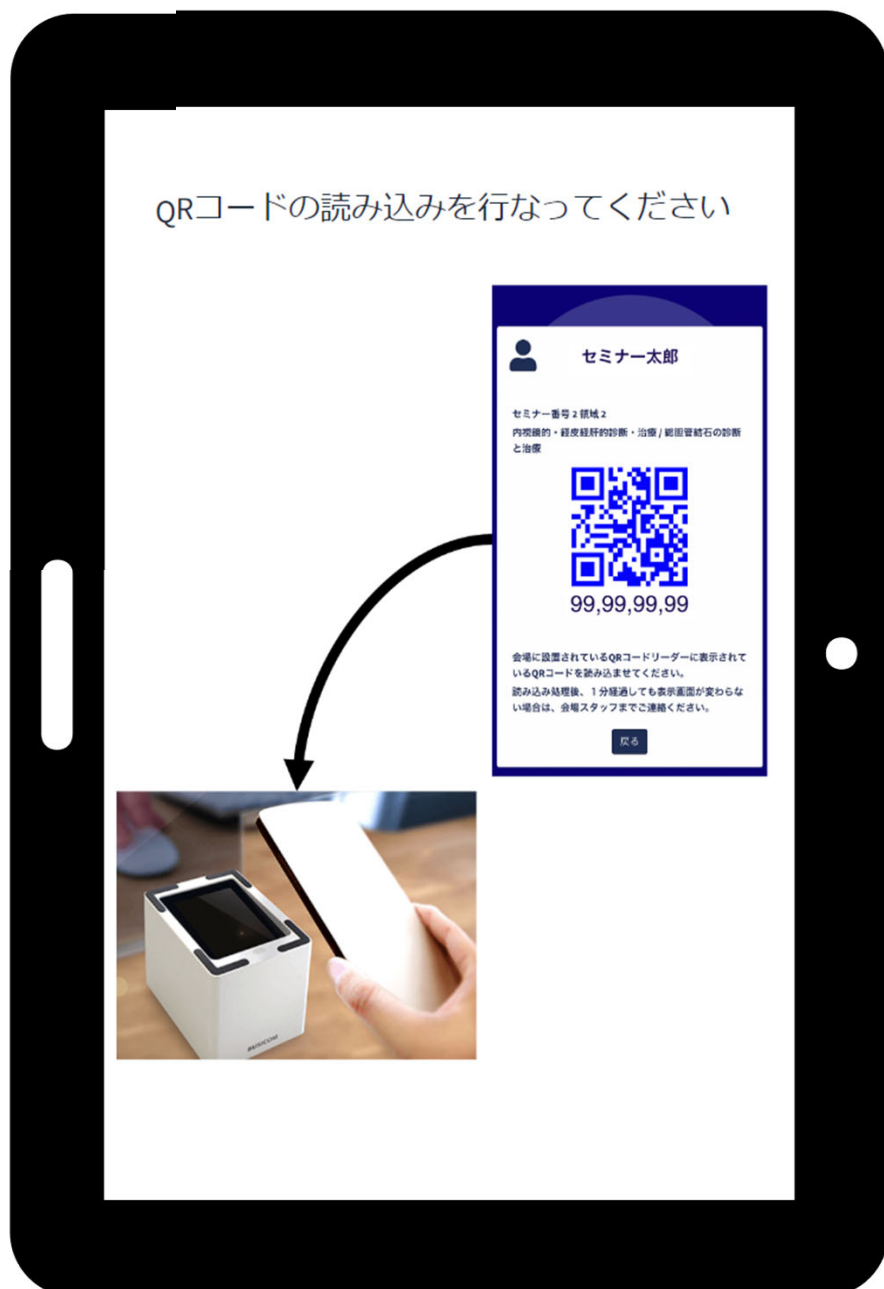 QRコードの読み込みを行なってください
セミナー太郎
セミナー番号 2 領域 2
内視鏡的・経皮経肝的診断・治療 / 総胆管結石の診断
と治療
99,99,99,99
会場に設置されているQRコードリーダーに表示されて
いるQRコードを読み込ませてください。
読み込み処理後、1分経過しても表示画面が変わらな
い場合は、会場スタッフまでご連絡ください。
戻る
BUSICOM